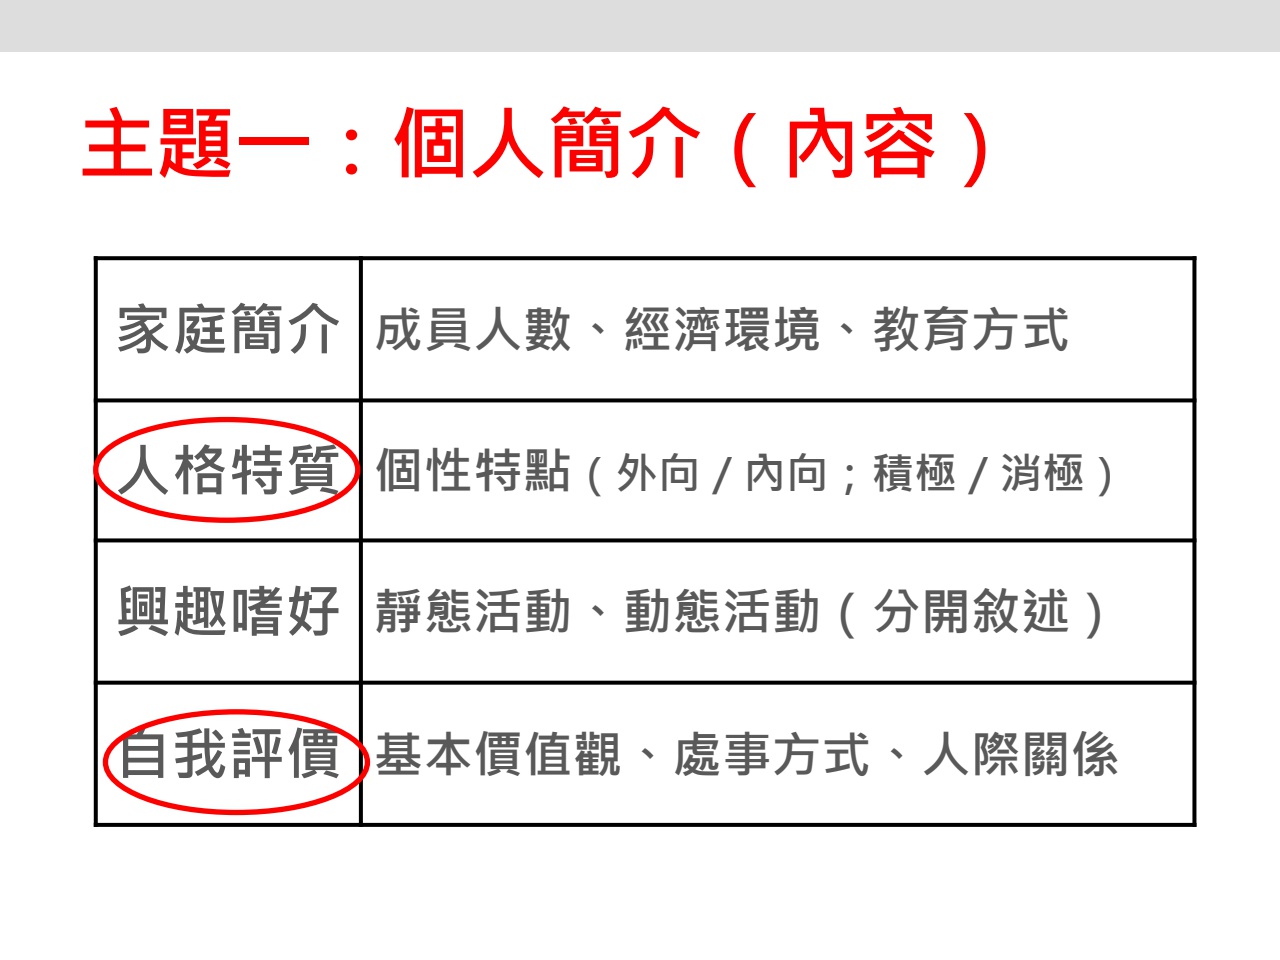 主題一：個人簡介（內容）
家庭簡介 成員人數、經濟環境、教育方式
人格特質 個性特點（外向／內向；積極／消極）
興趣嗜好 靜態活動、動態活動（分開敘述）
自我評價 基本價值觀、處事方式、人際關係